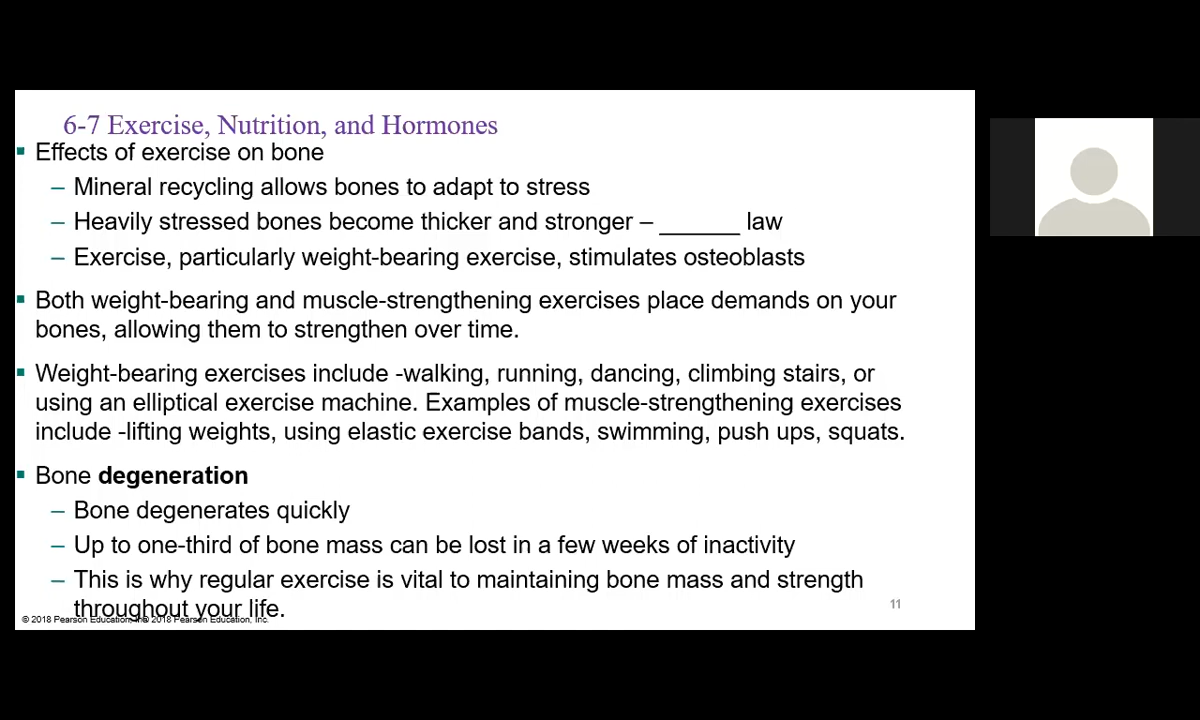 6-7 Exercise, Nutrition, and Hormones
▪ Effects of exercise on bone
– Mineral recycling allows bones to adapt to stress
– Heavily stressed bones become thicker and stronger – ______ law
– Exercise, particularly weight-bearing exercise, stimulates osteoblasts
▪ Both weight-bearing and muscle-strengthening exercises place demands on your
bones, allowing them to strengthen over time.
▪ Weight-bearing exercises include -walking, running, dancing, climbing stairs, or
using an elliptical exercise machine. Examples of muscle-strengthening exercises
include -lifting weights, using elastic exercise bands, swimming, push ups, squats.
▪ Bone degeneration
– Bone degenerates quickly
– Up to one-third of bone mass can be lost in a few weeks of inactivity
– This is why regular exercise is vital to maintaining bone mass and strength
throughout your life.
11
© 2018 Pearson Education, © 2018 Pearson Education, Inc.